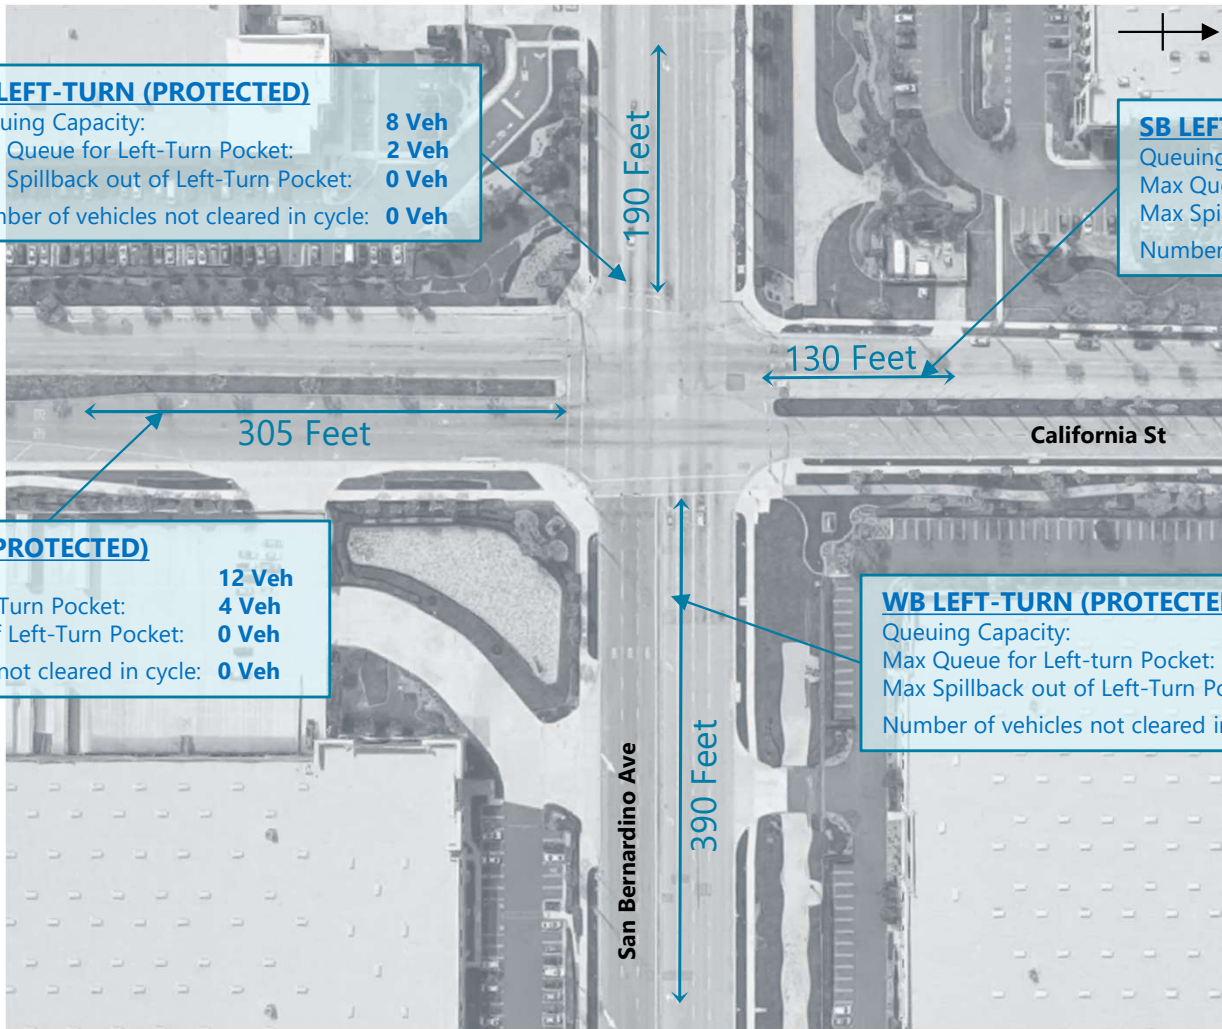 LEFT-TURN (PROTECTED)
uing Capacity: 8 Veh
Queue for Left-Turn Pocket: 2 Veh
Spillback out of Left-Turn Pocket: 0 Veh
nber of vehicles not cleared in cycle: 0 Veh
190 Feet
SB LEF
Queuing
Max Que
Max Spi
Number
130 Feet
305 Feet
California St
PROTECTED)
12 Veh
Turn Pocket: 4 Veh
f Left-Turn Pocket: 0 Veh
not cleared in cycle: 0 Veh
WB LEFT-TURN (PROTECTE
Queuing Capacity:
Max Queue for Left-turn Pocket:
Max Spillback out of Left-Turn Po
Number of vehicles not cleared i
San Bernardino Ave
390 Feet